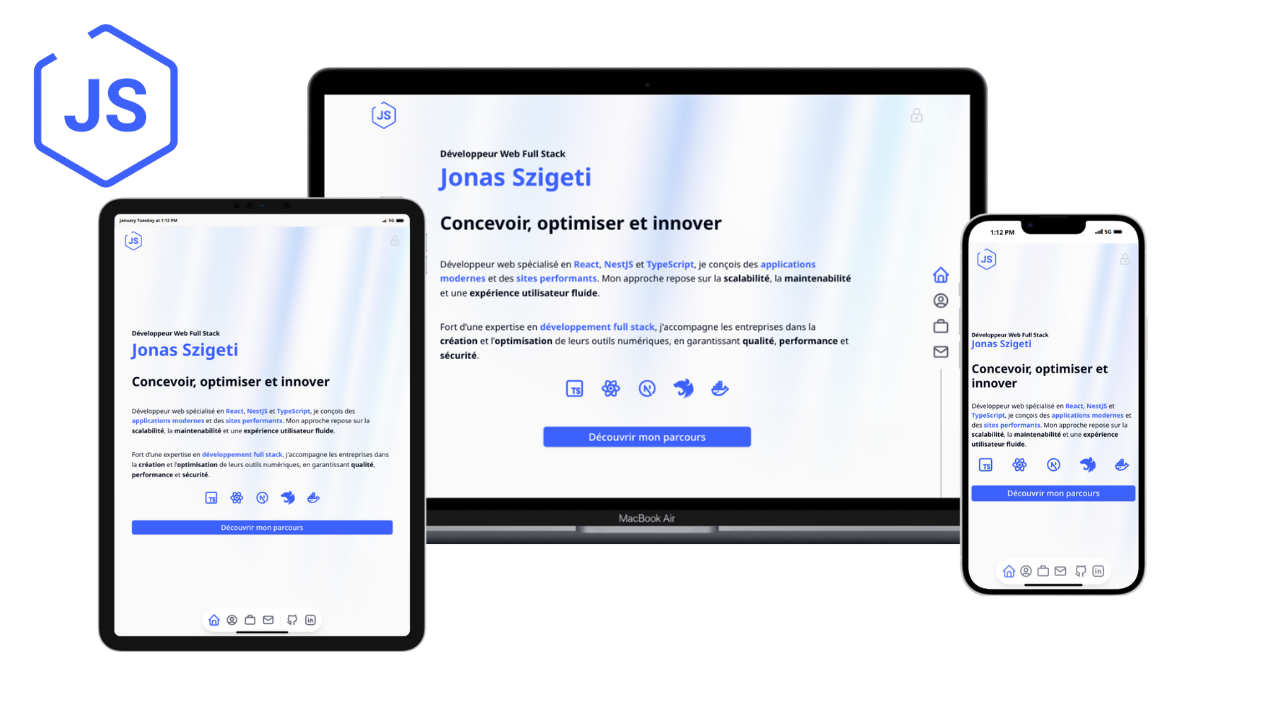 JS
JS
Développeur Web Full Stack
Jonas Szigeti
Concevoir, optimiser et innover
Développeur web spécialisé en React, NestJS et TypeScript, je conçois des applications
modernes et des sites performants. Mon approche repose sur la scalabilité, la maintenabilité
et une expérience utilisateur fluide.
Fort d'une expertise en développement full stack, j'accompagne les entreprises dans la
création et l'optimisation de leurs outils numériques, en garantissant qualité, performance et
sécurité.
TS
Découvrir mon parcours
MacBook Air
January Tuesday at 1:13 PM
5G
JS
Développeur Web Full Stack
Jonas Szigeti
Concevoir, optimiser et innover
Développeur web spécialisé en React, NestJS et TypeScript, je conçois des
applications modernes et des sites performants. Mon approche repose sur la
scalabilité, la maintenabilité et une expérience utilisateur fluide.
Fort d'une expertise en développement full stack, j'accompagne les entreprises dans
la création et l'optimisation de leurs outils numériques, en garantissant qualité,
performance et sécurité.
TS
Découvrir mon parcours
in
1:12 PM
5G
JS
Développeur Web Full Stack
Jonas Szigeti
Concevoir, optimiser et
innover
Développeur web spécialisé en React, NestJS et
TypeScript, je conçois des applications modernes et
des sites performants. Mon approche repose sur la
scalabilité, la maintenabilité et une expérience
utilisateur fluide.
TS
Découvrir mon parcours
in